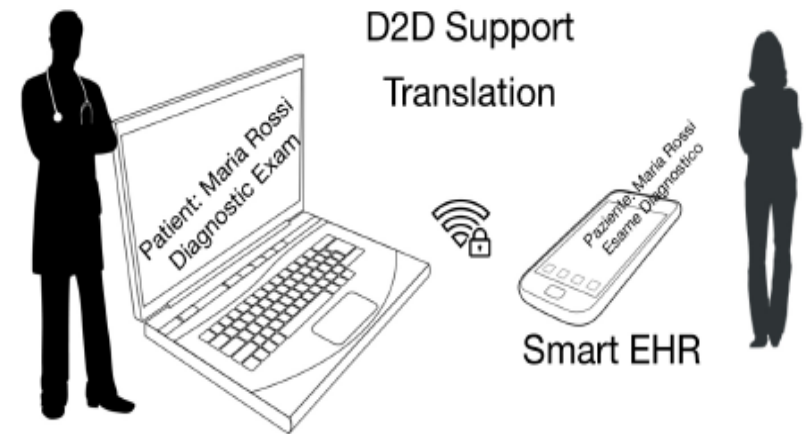 D2D Support
Translation
Patient: Maria Rossi
Diagnostic Exam
Paziente: Maria Rossi
Esame Diagnostico
Smart EHR